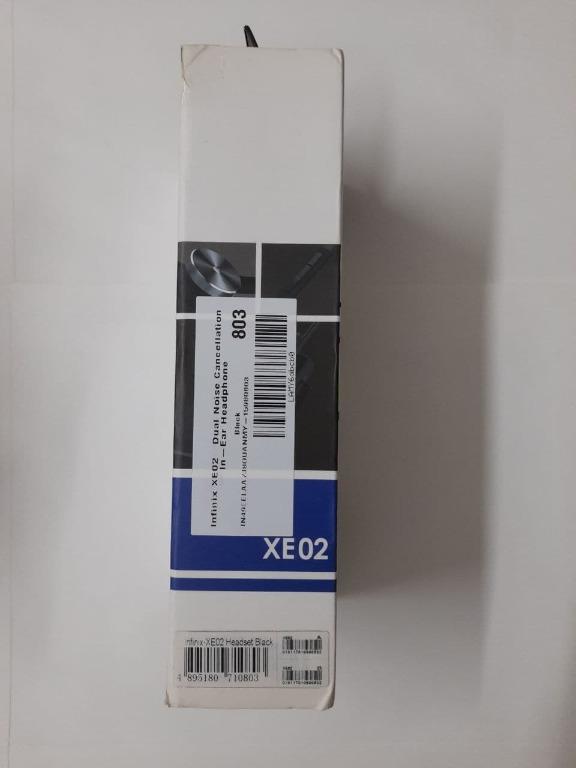 Infinix XE02 - Dual Noise Cancellation
In-Ear Headphone
803
Black
XE02
Infinix-XE02 Headset Black
4 895180 710803